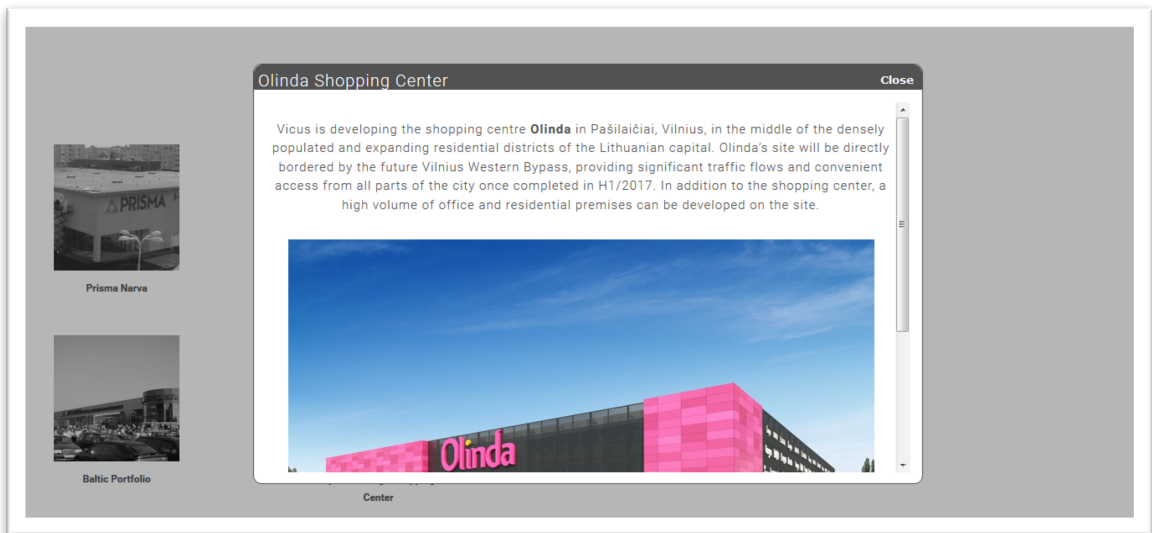 Olinda Shopping Center
Close
Vicus is developing the shopping centre Olinda in Pašilaičiai, Vilnius, in the middle of the densely
populated and expanding residential districts of the Lithuanian capital. Olinda's site will be directly
bordered by the future Vilnius Western Bypass, providing significant traffic flows and convenient
access from all parts of the city once completed in H1/2017. In addition to the shopping center, a
high volume of office and residential premises can be developed on the site.
PRISMA
Prisma Narva
Olinda
Baltic Portfolio
Center